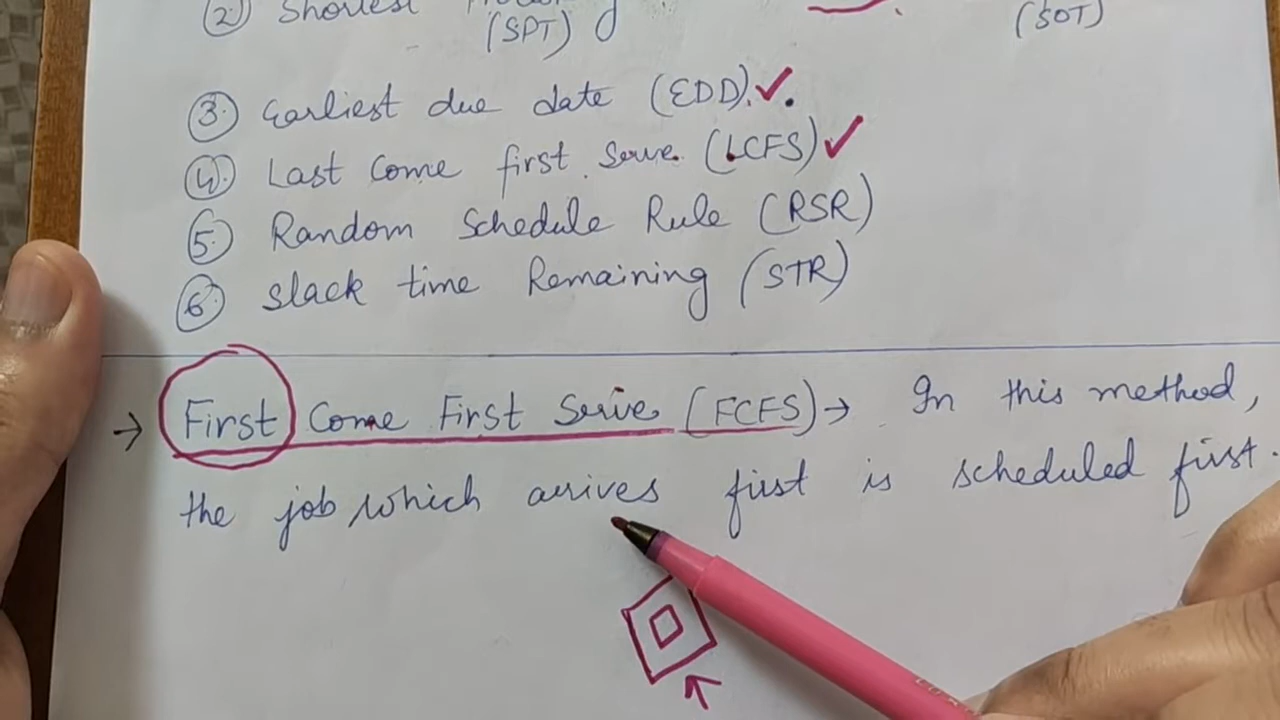 ② Shortest
(SPT) (SOT)
③ Earliest due date (EDD).
④ Last Come first Serve. (LCFS)
⑤ Random Schedule Rule (RSR)
⑥ Slack time Remaining (STR)
→ First Come First Serve (FCFS) → In this method,
the job which arrives first is scheduled first.